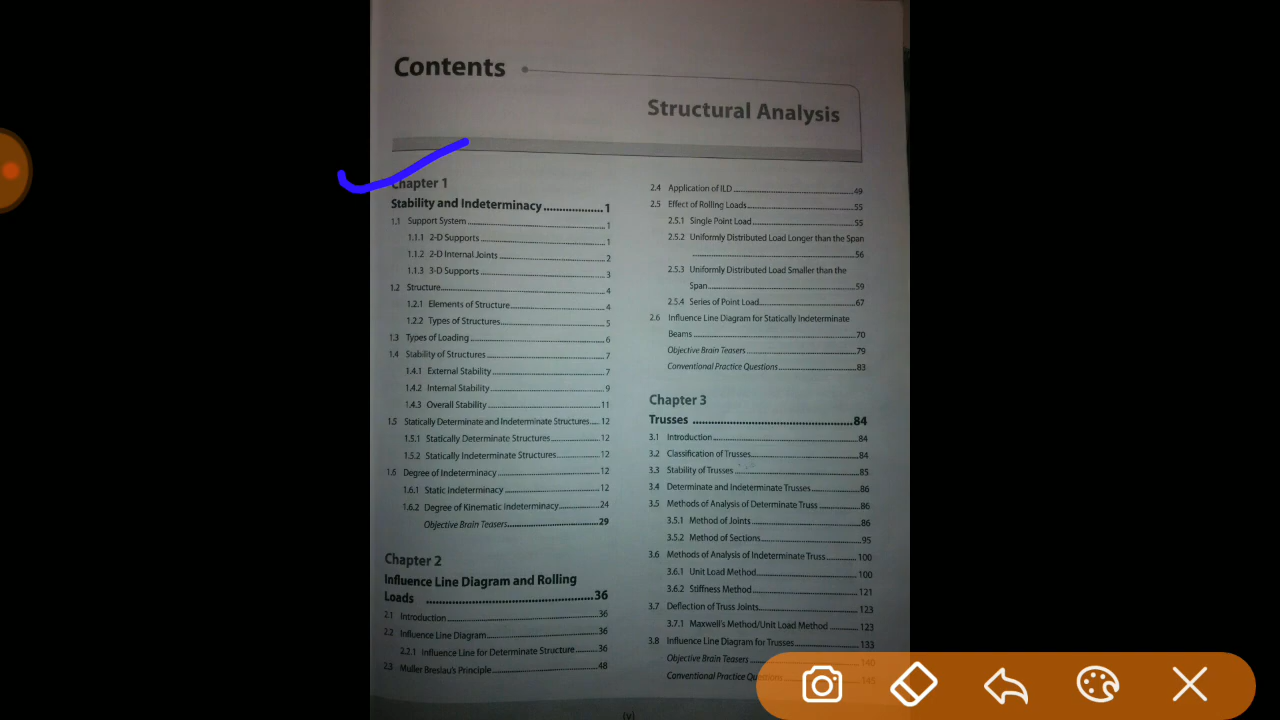 Contents
Structural Analysis
Chapter 1
Stability and Indeterminacy..................1
1.1 Support System..................1
1.1.1 2-D Supports..................1
1.1.2 2-D Internal Joints..................2
1.1.3 3-D Supports..................3
1.2 Structure..................4
1.2.1 Elements of Structure..................4
1.2.2 Types of Structures..................5
1.3 Types of Loading..................6
1.4 Stability of Structures..................7
1.4.1 External Stability..................7
1.4.2 Internal Stability..................9
1.4.3 Overall Stability..................11
1.5 Statically Determinate and Indeterminate Structures.....12
1.5.1 Statically Determinate Structures..................12
1.5.2 Statically Indeterminate Structures..................12
1.6 Degree of Indeterminacy..................12
1.6.1 Static Indeterminacy..................12
1.6.2 Degree of Kinematic Indeterminacy..................24
Objective Brain Teasers..................29
Chapter 2
Influence Line Diagram and Rolling
Loads ..................36
2.1 Introduction..................36
2.2 Influence Line Diagram..................36
2.2.1 Influence Line for Determinate Structure..................36
2.3 Muller Breslau's Principle..................48
2.4 Application of ILD..................49
2.5 Effect of Rolling Loads..................55
2.5.1 Single Point Load..................55
2.5.2 Uniformly Distributed Load Longer than the Span
..................56
2.5.3 Uniformly Distributed Load Smaller than the
Span..................59
2.5.4 Series of Point Load..................67
2.6 Influence Line Diagram for Statically Indeterminate
Beams..................70
Objective Brain Teasers..................79
Conventional Practice Questions..................83
Chapter 3
Trusses ..................84
3.1 Introduction..................84
3.2 Classification of Trusses..................84
3.3 Stability of Trusses..................85
3.4 Determinate and Indeterminate Trusses..................86
3.5 Methods of Analysis of Determinate Truss..................86
3.5.1 Method of Joints..................86
3.5.2 Method of Sections..................95
3.6 Methods of Analysis of Indeterminate Truss..................100
3.6.1 Unit Load Method..................100
3.6.2 Stiffness Method..................121
3.7 Deflection of Truss Joints..................123
3.7.1 Maxwell's Method/Unit Load Method..................123
3.8 Influence Line Diagram for Trusses..................133
Objective Brain Teasers..................140
Conventional Practice Questions..................145
(v)